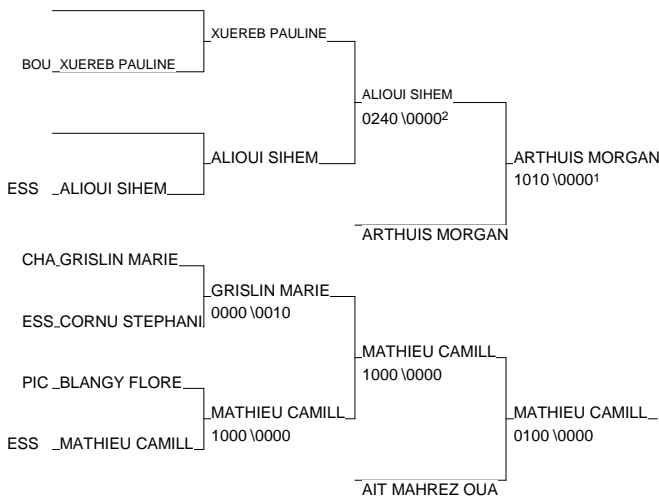 XUEREB PAULINE
BOU XUEREB PAULINE
ALIOUI SIHEM
0240 \0000²
ALIOUI SIHEM
ARTHUIS MORGAN
1010 \0000¹
ESS ALIOUI SIHEM
ARTHUIS MORGAN
CHA GRISLIN MARIE
GRISLIN MARIE
0000 \0010
ESS CORNU STEPHANI
MATHIEU CAMILL
1000 \0000
PIC BLANGY FLORE
MATHIEU CAMILL
1000 \0000
MATHIEU CAMILL
0100 \0000
ESS MATHIEU CAMILL
AIT MAHREZ OUA